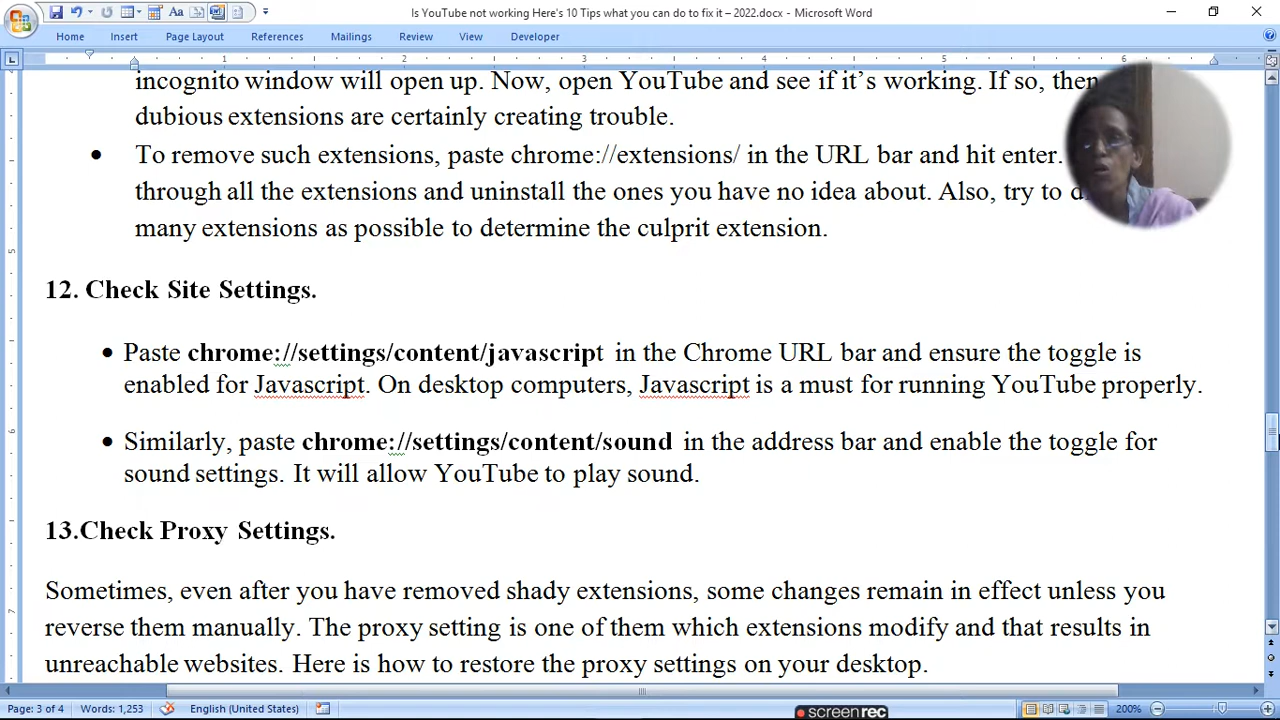 Is YouTube not working Here's 10 Tips what you can do to fix it – 2022.docx - Microsoft Word
Home Insert Page Layout References Mailings Review View Developer
1 2 3 4 5 6
incognito window will open up. Now, open YouTube and see if it's working. If so, then
dubious extensions are certainly creating trouble.
• To remove such extensions, paste chrome://extensions/ in the URL bar and hit enter.
through all the extensions and uninstall the ones you have no idea about. Also, try to
many extensions as possible to determine the culprit extension.
12. Check Site Settings.
• Paste chrome://settings/content/javascript in the Chrome URL bar and ensure the toggle is
enabled for Javascript. On desktop computers, Javascript is a must for running YouTube properly.
• Similarly, paste chrome://settings/content/sound in the address bar and enable the toggle for
sound settings. It will allow YouTube to play sound.
13.Check Proxy Settings.
Sometimes, even after you have removed shady extensions, some changes remain in effect unless you
reverse them manually. The proxy setting is one of them which extensions modify and that results in
unreachable websites. Here is how to restore the proxy settings on your desktop.
Page: 3 of 4 Words: 1,253 English (United States) screenrec 200%